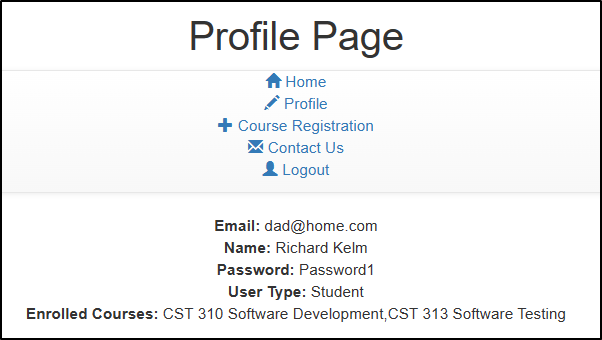 Profile Page
Home
Profile
Course Registration
Contact Us
Logout
Email: dad@home.com
Name: Richard Kelm
Password: Password1
User Type: Student
Enrolled Courses: CST 310 Software Development,CST 313 Software Testing